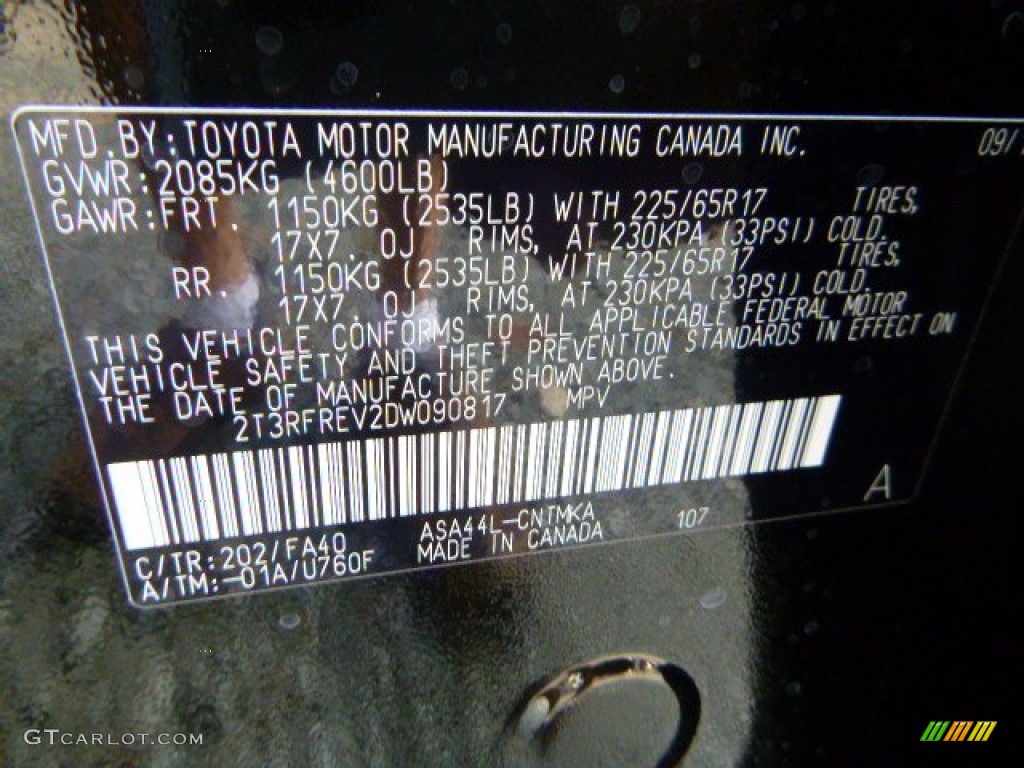 MFD.BY:TOYOTA MOTOR MANUFACTURING CANADA INC. 09/
GVWR:2085KG (4600LB)
GAWR:FRT. 1150KG (2535LB) WITH 225/65R17 TIRES,
17X7.0J RIMS, AT 230KPA (33PSI) COLD.
RR. 1150KG (2535LB) WITH 225/65R17 TIRES,
17X7.0J RIMS, AT 230KPA (33PSI) COLD.
THIS VEHICLE CONFORMS TO ALL APPLICABLE FEDERAL MOTOR
VEHICLE SAFETY AND THEFT PREVENTION STANDARDS IN EFFECT ON
THE DATE OF MANUFACTURE SHOWN ABOVE.
2T3RFREV2DW090817 MPV
A
C/TR:202/FA40 ASA44L-CNTMKA 107
A/TM:-01A/U760F MADE IN CANADA
GTCARLOT.COM